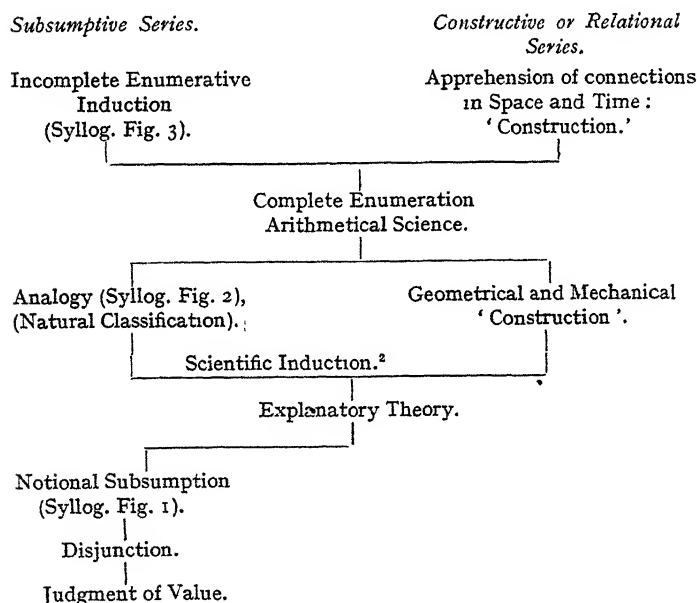 Subsumptive Series.
Constructive or Relational
Series.
Incomplete Enumerative
Induction
(Syllog. Fig. 3).
Apprehension of connections
in Space and Time :
‘ Construction.’
Complete Enumeration
Arithmetical Science.
Analogy (Syllog. Fig. 2),
(Natural Classification).
Geometrical and Mechanical
‘ Construction ’.
Scientific Induction.²
Explanatory Theory.
Notional Subsumption
(Syllog. Fig. 1).
Disjunction.
Judgment of Value.